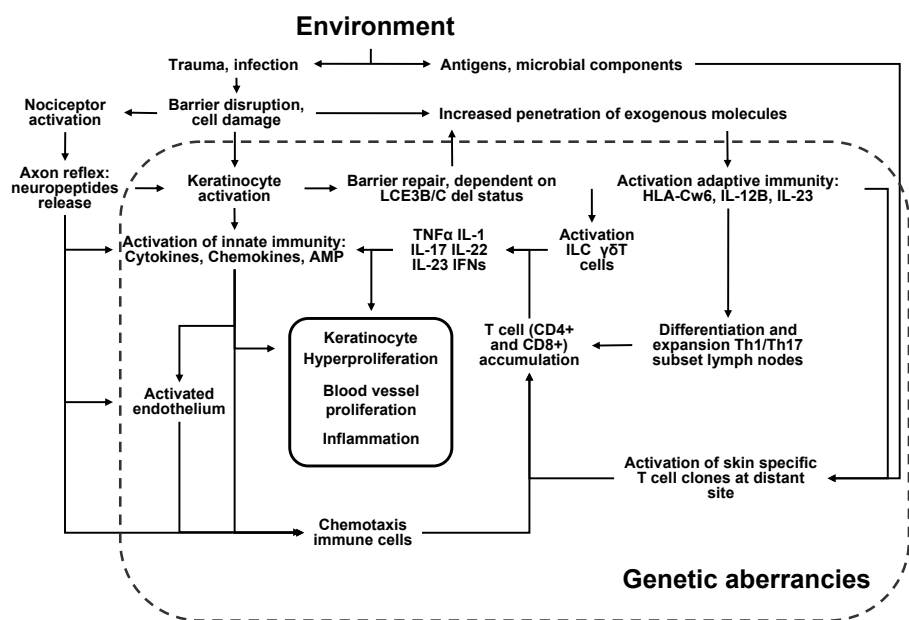 Environment
Trauma, infection
Antigens, microbial components
Nociceptor
activation
Barrier disruption,
cell damage
Increased penetration of exogenous molecules
Axon reflex:
neuropeptides
release
Keratinocyte
activation
Barrier repair, dependent on
LCE3B/C del status
Activation adaptive immunity:
HLA-Cw6, IL-12B, IL-23
Activation of innate immunity:
Cytokines, Chemokines, AMP
TNFα IL-1
IL-17 IL-22
IL-23 IFNs
Activation
ILC γδT
cells
Keratinocyte
Hyperproliferation
Blood vessel
proliferation
Inflammation
T cell (CD4+
and CD8+)
accumulation
Differentiation and
expansion Th1/Th17
subset lymph nodes
Activated
endothelium
Activation of skin specific
T cell clones at distant
site
Chemotaxis
immune cells
Genetic aberrancies